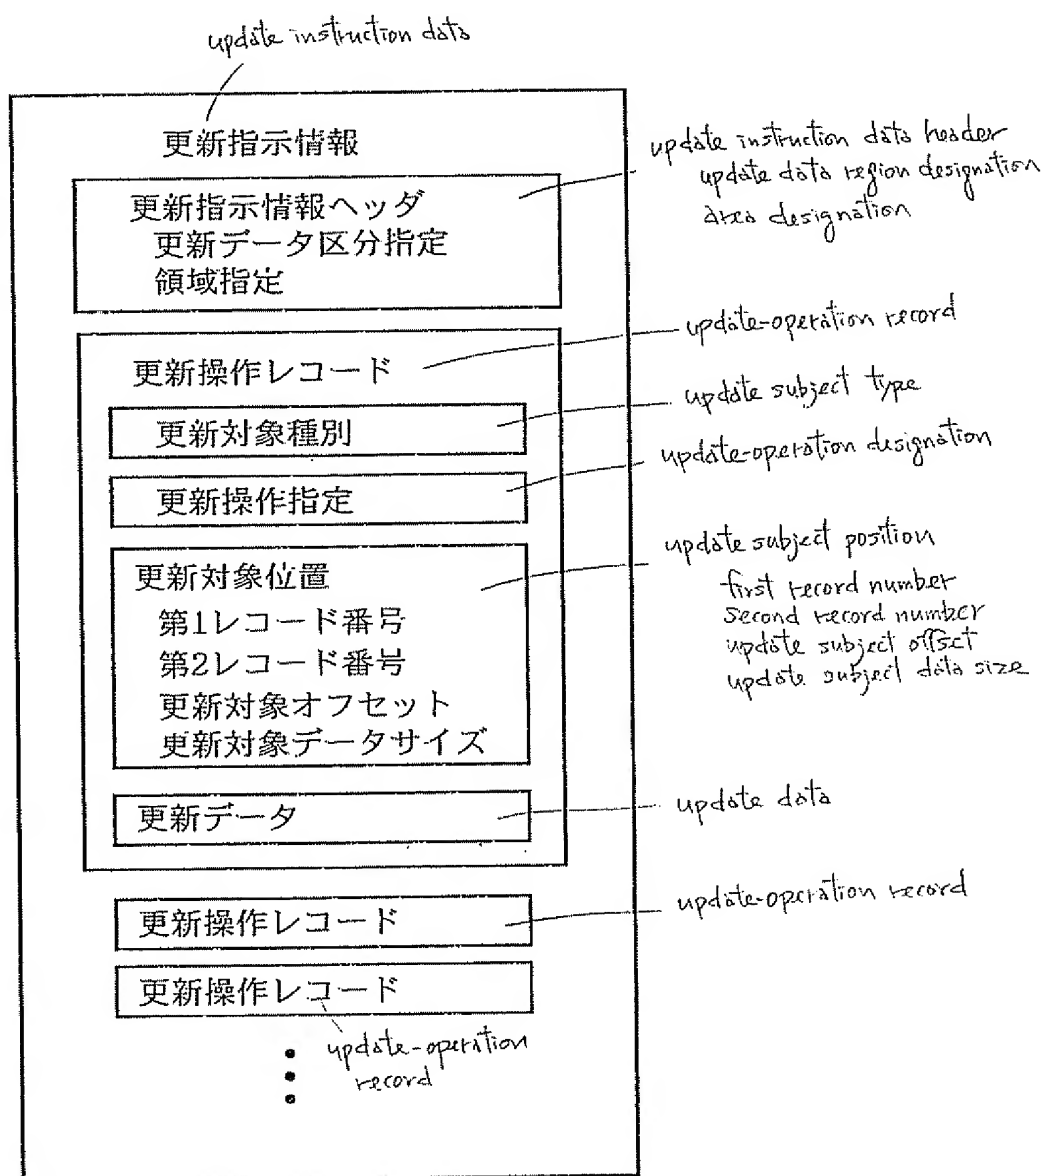 update instruction data
更新指示情報
更新指示情報ヘッダ
更新データ区分指定
領域指定
update instruction data header
update data region designation
area designation
更新操作レコード
update-operation record
更新対象種別
update subject type
更新操作指定
update-operation designation
更新対象位置
第1レコード番号
第2レコード番号
更新対象オフセット
更新対象データサイズ
update subject position
first record number
second record number
update subject offset
update subject data size
更新データ
update data
更新操作レコード
update-operation record
更新操作レコード
update-operation
record